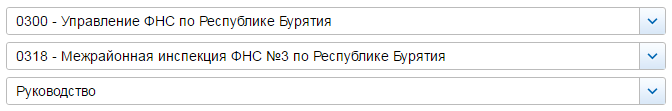 0300 - Управление ФНС по Республике Бурятия
0318 - Межрайонная инспекция ФНС №3 по Республике Бурятия
Руководство